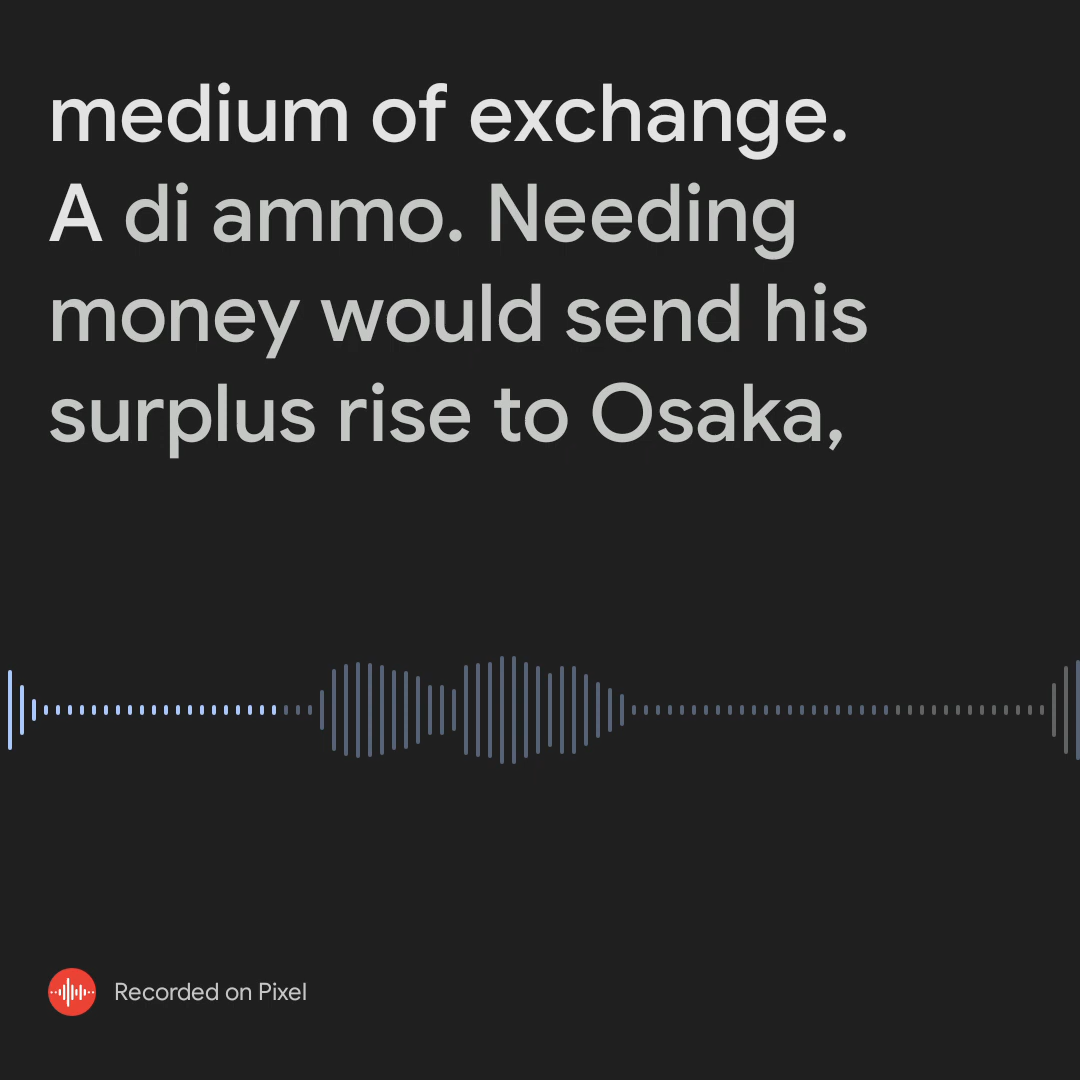 medium of exchange.
A di ammo. Needing
money would send his
surplus rise to Osaka,
Recorded on Pixel